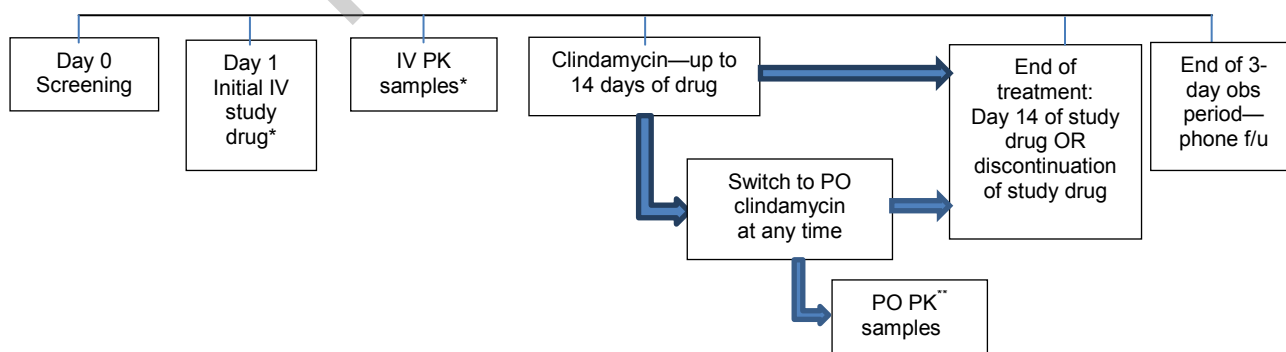 Day 0
Screening
Day 1
Initial IV
study
drug*
IV PK
samples*
Clindamycin—up to
14 days of drug
End of
treatment:
Day 14 of study
drug OR
discontinuation
of study drug
End of 3-
day obs
period—
phone f/u
Switch to PO
clindamycin
at any time
PO PK**
samples